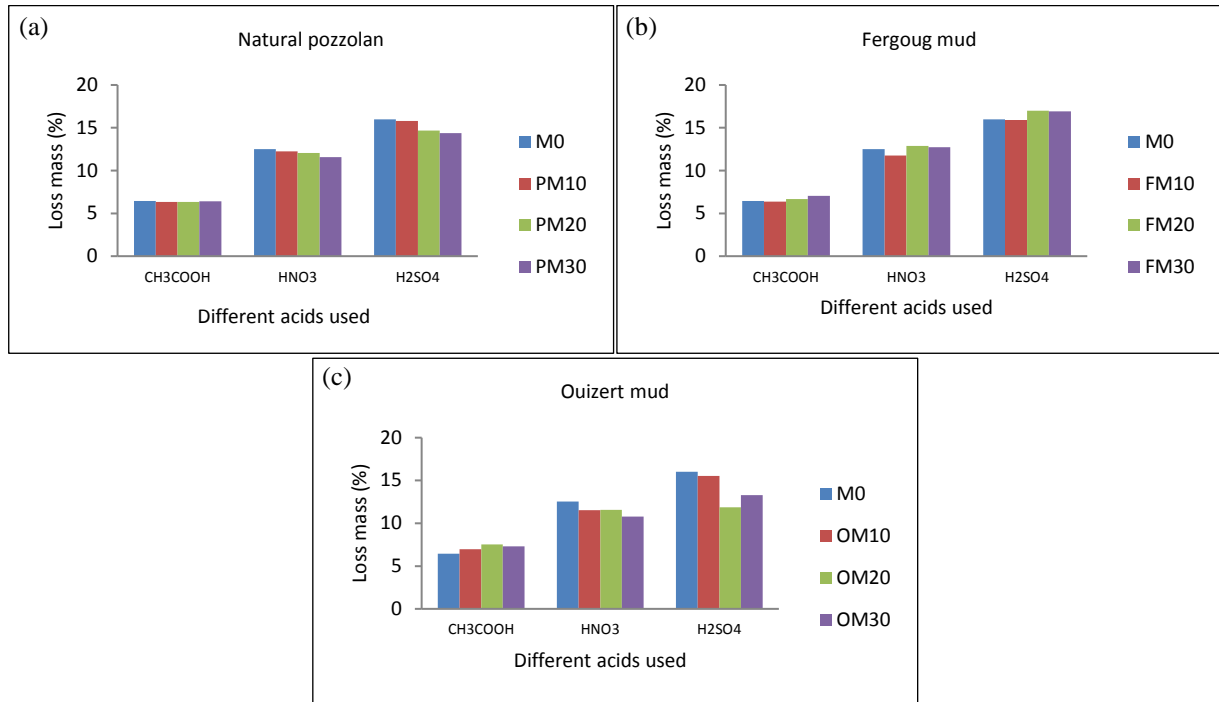 (a)
Natural pozzolan
Loss mass (%)
20
15
10
5
0
CH3COOH HNO3 H2SO4
Different acids used
M0
PM10
PM20
PM30
(b)
Fergoug mud
Loss mass (%)
20
15
10
5
0
CH3COOH HNO3 H2SO4
Different acids used
M0
FM10
FM20
FM30
(c)
Ouizert mud
Loss mass (%)
20
15
10
5
0
CH3COOH HNO3 H2SO4
Different acids used
M0
OM10
OM20
OM30